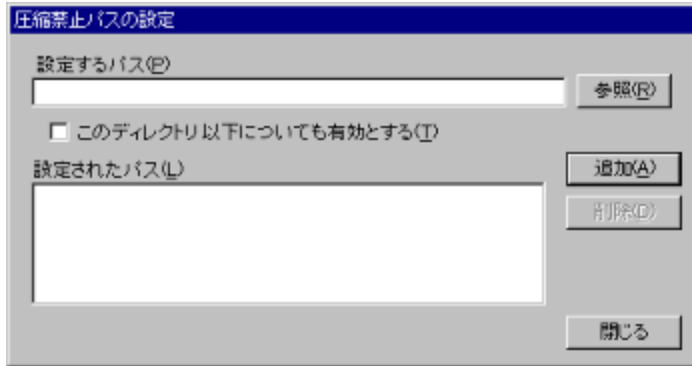 圧縮禁止パスの設定
設定するパス(P)
参照(R)
このディレクトリ以下についても有効とする(T)
設定されたパス(L)
追加(A)
削除(D)
閉じる